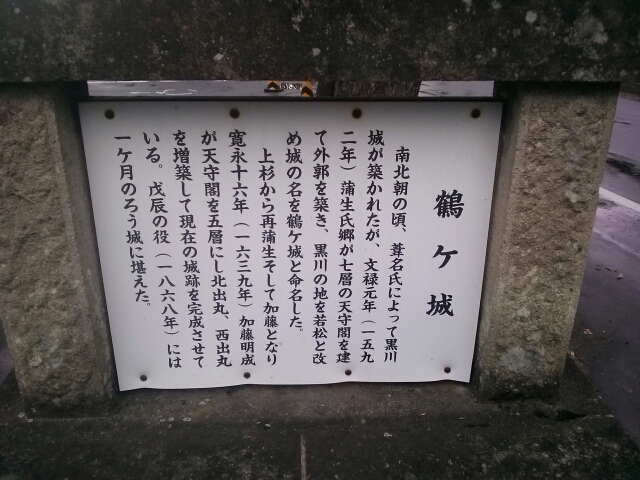 鶴ケ城
南北朝の頃、葦名氏によって黒川
城が築かれたが、文禄元年（一五九
二年）蒲生氏郷が七層の天守閣を建
て外郭を築き、黒川の地を若松と改
め城の名を鶴ケ城と命名した。
上杉から再蒲生そして加藤となり
寛永十六年（一六三九年）加藤明成
が天守閣を五層にし北出丸、西出丸
を増築して現在の城跡を完成させて
いる。戊辰の役（一八六八年）には
一ケ月のろう城に堪えた。